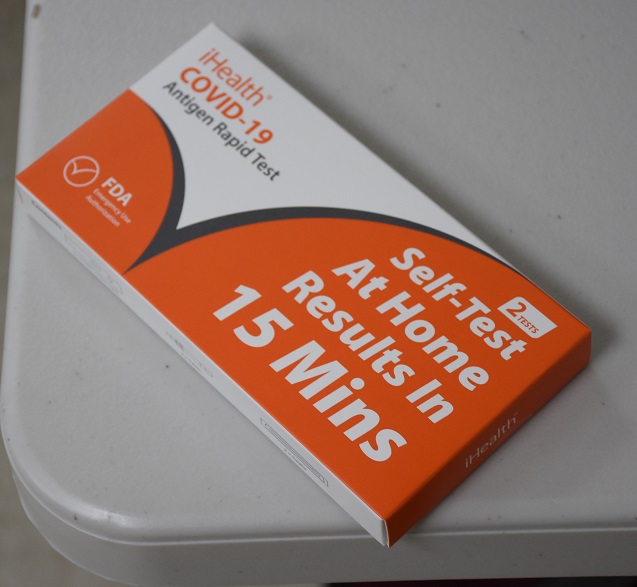 iHealth®
COVID-19
Antigen Rapid Test
FDA
Emergency Use
Authorization
2 TESTS
Self-Test
At Home
Results In
15 Mins
iHealth